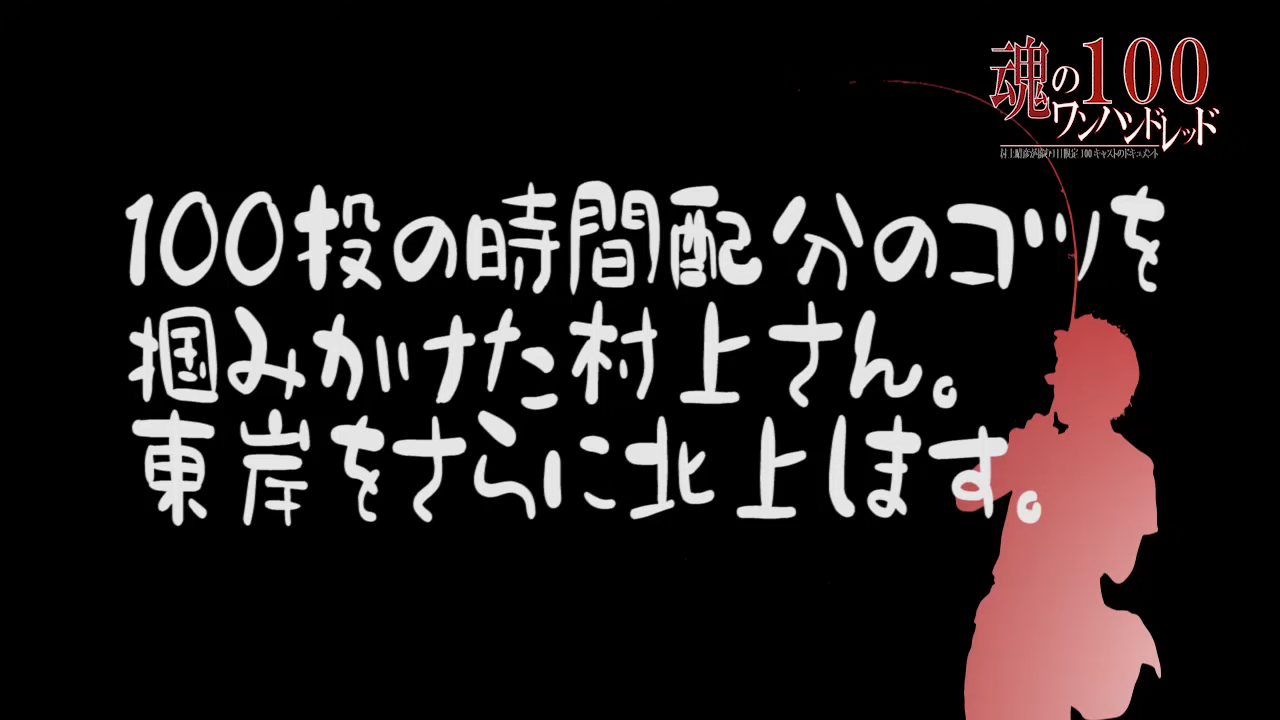 魂の100
ワンハンドレッド
100投の時間配分のコツを
掴みかけた村上さん。
東岸をさらに北上します。